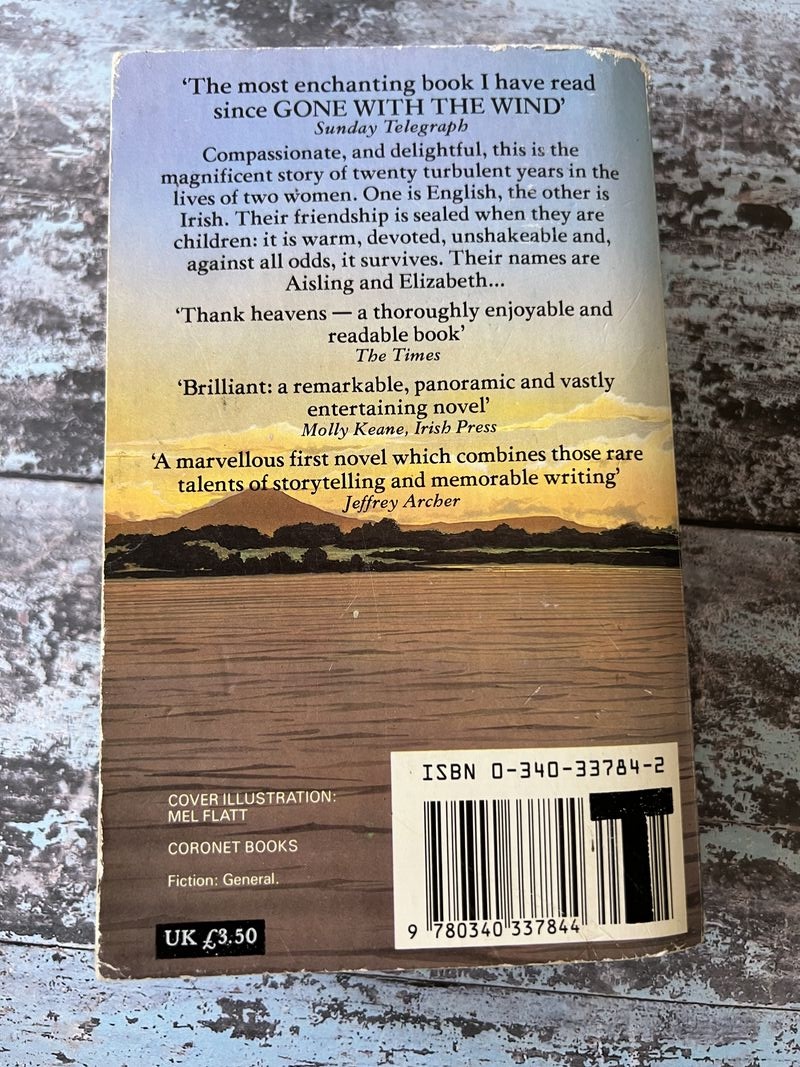 ‘The most enchanting book I have read
since GONE WITH THE WIND’
Sunday Telegraph
Compassionate, and delightful, this is the
magnificent story of twenty turbulent years in the
lives of two women. One is English, the other is
Irish. Their friendship is sealed when they are
children: it is warm, devoted, unshakeable and,
against all odds, it survives. Their names are
Aisling and Elizabeth...
‘Thank heavens — a thoroughly enjoyable and
readable book’
The Times
‘Brilliant: a remarkable, panoramic and vastly
entertaining novel’
Molly Keane, Irish Press
‘A marvellous first novel which combines those rare
talents of storytelling and memorable writing’
Jeffrey Archer
COVER ILLUSTRATION:
MEL FLATT
CORONET BOOKS
Fiction: General.
UK £3.50
ISBN 0-340-33784-2
T
9 780340 337844